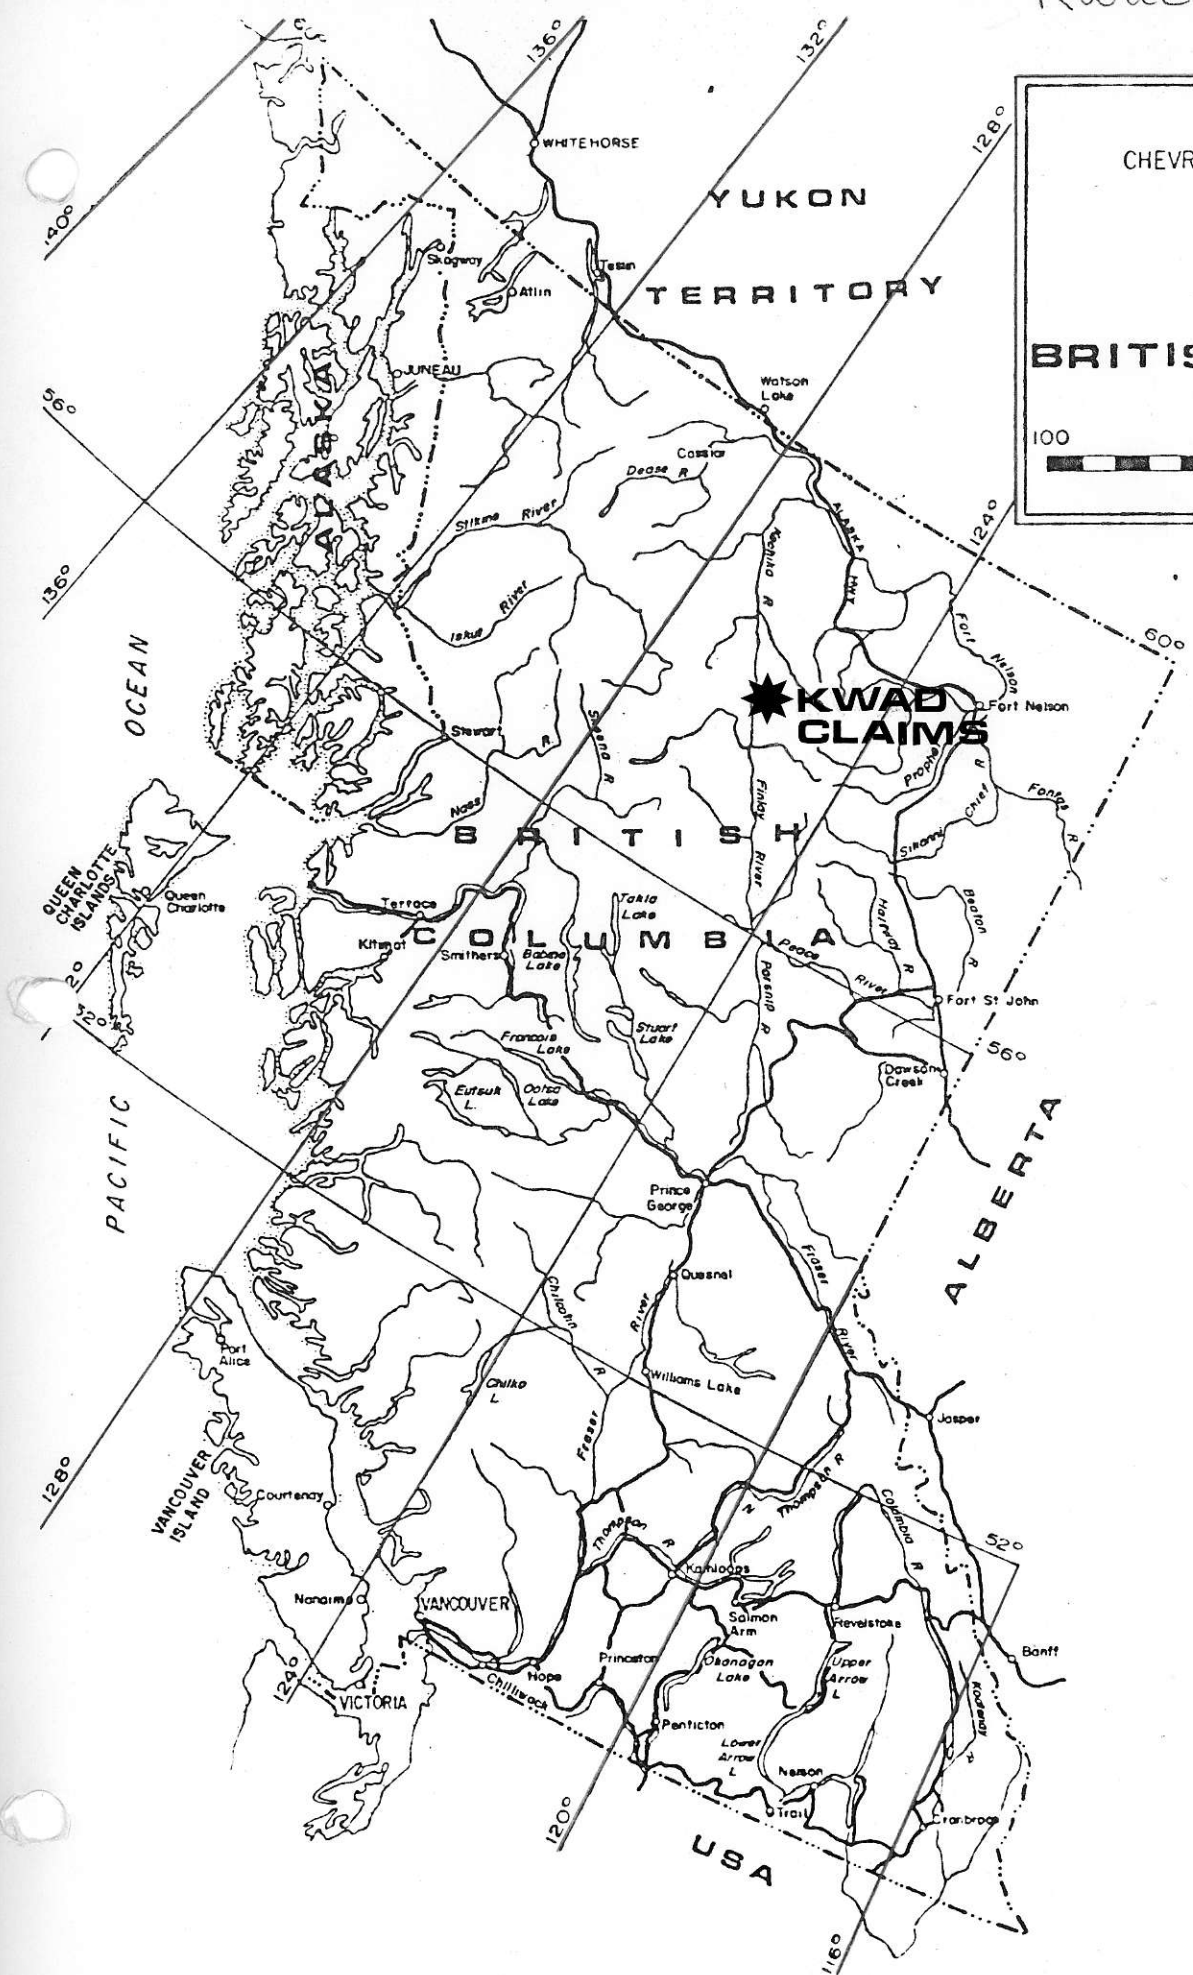 136°
132°
128°
WHITEHORSE
CHEVR
YUKON
140°
Skagway
Teslin
Atlin
TERRITORY
BRITIS
JUNEAU
ALASKA
Watson
Lake
56°
100
Cassiar
Dease R
Stikine River
ALASKA
HWY
124°
Kechika R
136°
Iskut River
Fort Nelson
60°
OCEAN
KWAD
CLAIMS
Fort Nelson
Stewart
Skeena R
Prophet R
Nass R
Finlay River
Sikanni Chief
Fontas R
BRITISH
QUEEN
CHARLOTTE
ISLANDS
Queen
Charlotte
Terrace
Takla
Lake
Halfway R
Beaton R
COLUMBIA
Kitimat
Smithers
Babine
Lake
Peace River
Parsnip R
Fort St John
52°
Francois
Lake
Stuart
Lake
56°
Dawson
Creek
Eutsuk
L.
Ootsa
Lake
PACIFIC
ALBERTA
Prince
George
Fraser River
Quesnel
Chilcotin R
River
Port
Alice
Chilko
L
Williams Lake
Jasper
Fraser
128°
VANCOUVER
ISLAND
Courtenay
N Thompson R
Columbia R
Thompson R
52°
Kamloops
Nanaimo
VANCOUVER
Salmon
Arm
Revelstoke
Banff
124°
Hope
Princeton
Okanagan
Lake
Upper
Arrow
L
VICTORIA
Chilliwack
Kootenay R
Penticton
Lower
Arrow
L
Nelson
120°
Trail
Cranbrook
USA
116°